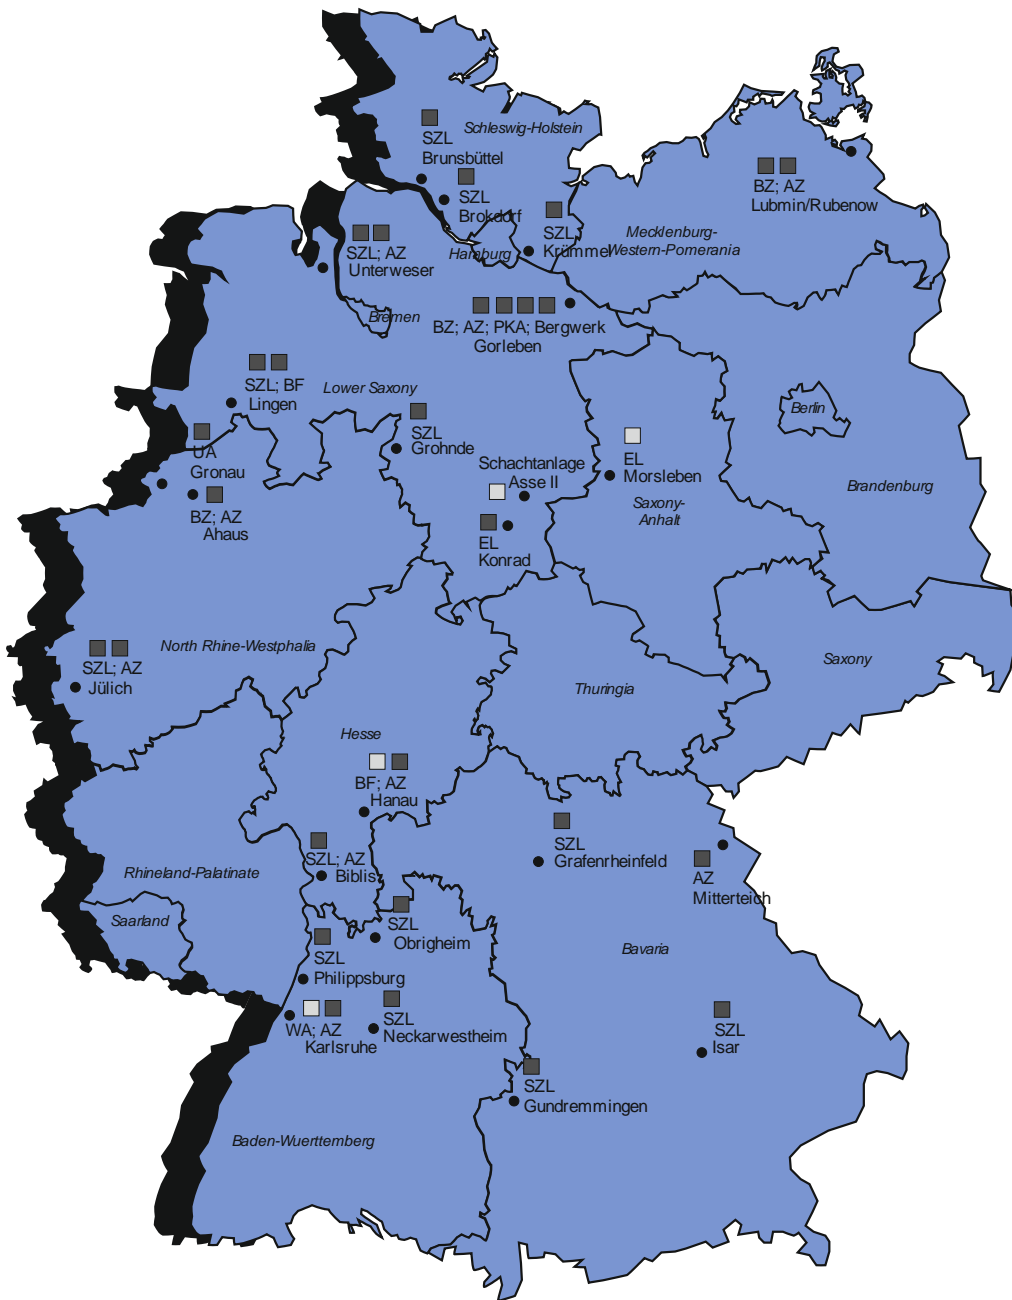 SZL
Brunsbüttel
Schleswig-Holstein
SZL
Brokdorf
BZ; AZ
Lubmin/Rubenow
SZL
Krümmel
Mecklenburg-
Western-Pomerania
Hamburg
SZL; AZ
Unterweser
Bremen
BZ; AZ; PKA; Bergwerk
Gorleben
SZL; BF
Lingen
Lower Saxony
Berlin
SZL
Grohnde
UA
Gronau
Schachtanlage
Asse II
EL
Morsleben
Brandenburg
Saxony-
Anhalt
BZ; AZ
Ahaus
EL
Konrad
North Rhine-Westphalia
SZL; AZ
Jülich
Saxony
Thuringia
Hesse
BF; AZ
Hanau
SZL
Grafenrheinfeld
SZL; AZ
Biblis
Rhineland-Palatinate
AZ
Mitterteich
Saarland
SZL
Obrigheim
Bavaria
SZL
Philippsburg
WA; AZ
Karlsruhe
SZL
Neckarwestheim
SZL
Isar
SZL
Gundremmingen
Baden-Wuerttemberg